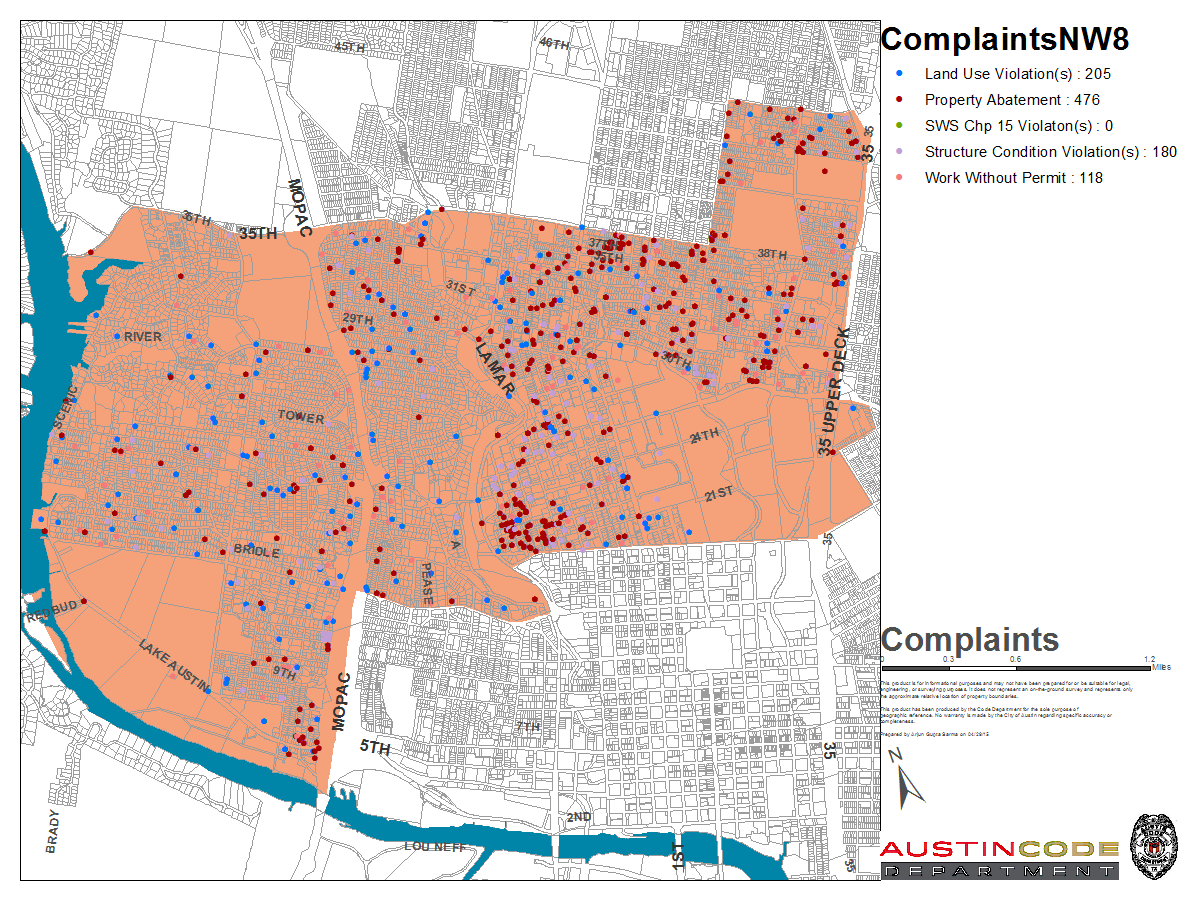 ComplaintsNW8
Land Use Violation(s) : 205
Property Abatement : 476
SWS Chp 15 Violaton(s) : 0
Structure Condition Violation(s) : 180
Work Without Permit : 118
45TH
46TH
35
35
MOPAC
35TH
35TH
37TH
35TH
38TH
31ST
29TH
RIVER
LAMAR
30TH
35 UPPER DECK
SCENIC
TOWER
24TH
21ST
BRIDLE
A
PEASE
35
REDBUD
LAKE AUSTIN
9TH
MOPAC
7TH
5TH
35
2ND
BRADY
LOU NEFF
1ST
35
Complaints
0 0.3 0.6 1.2
Miles
This product is for informational purposes and may not have been prepared for or be suitable for legal,
engineering, or surveying purposes. It does not represent an on-the-ground survey and represents only
the approximate relative location of property boundaries.
This product has been produced by the Code Department for the sole purpose of
geographic reference. No warranty is made by the City of Austin regarding specific accuracy or
completeness.
Prepared by Arjun Gupta Sarma on 04/28/15
N
AUSTINCODE
DEPARTMENT